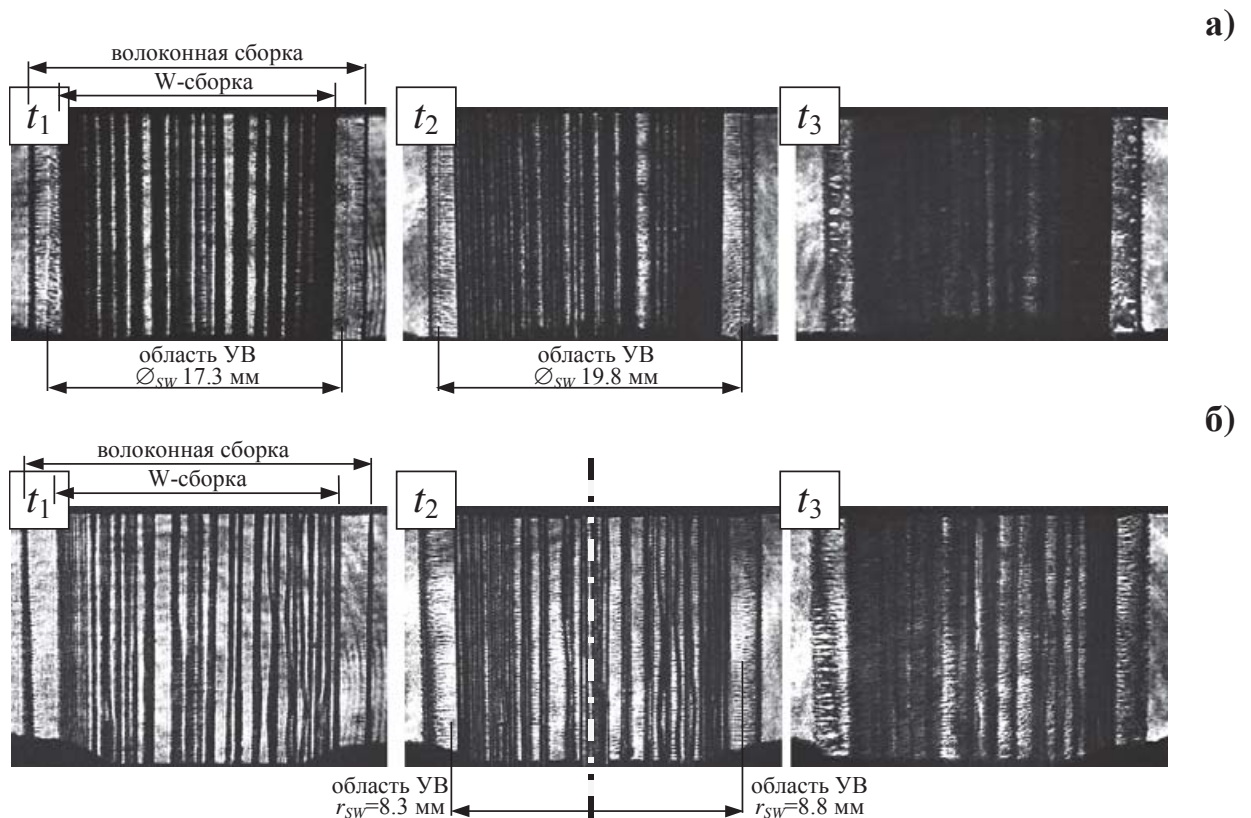 а)
волоконная сборка
W-сборка
t1
t2
t3
область УВ
∅SW 17.3 мм
область УВ
∅SW 19.8 мм
б)
волоконная сборка
W-сборка
t1
t2
t3
область УВ
rSW=8.3 мм
область УВ
rSW=8.8 мм